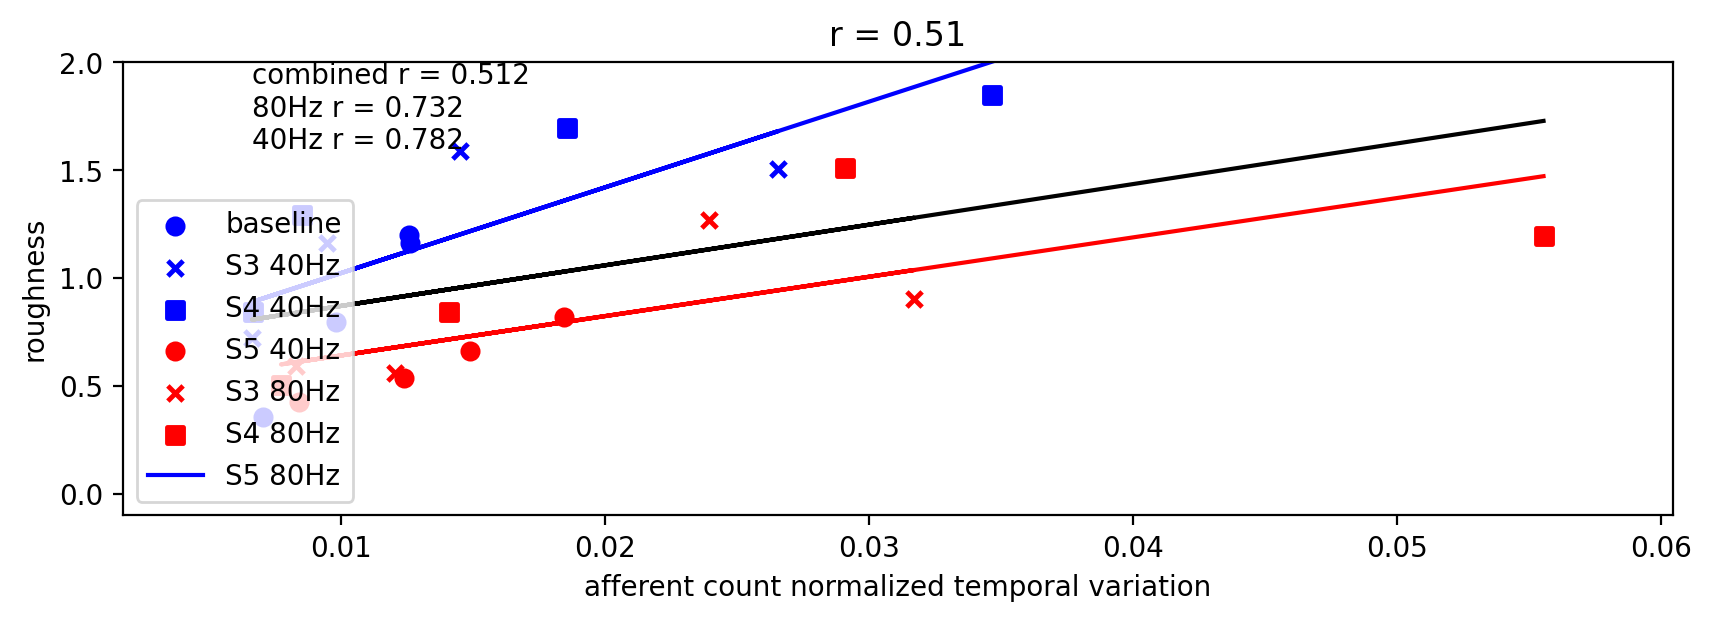 r = 0.51
combined r = 0.512
80Hz r = 0.732
40Hz r = 0.782
2.0
1.5
1.0
0.5
0.0
roughness
baseline
S3 40Hz
S4 40Hz
S5 40Hz
S3 80Hz
S4 80Hz
S5 80Hz
0.01
0.02
0.03
0.04
0.05
0.06
afferent count normalized temporal variation